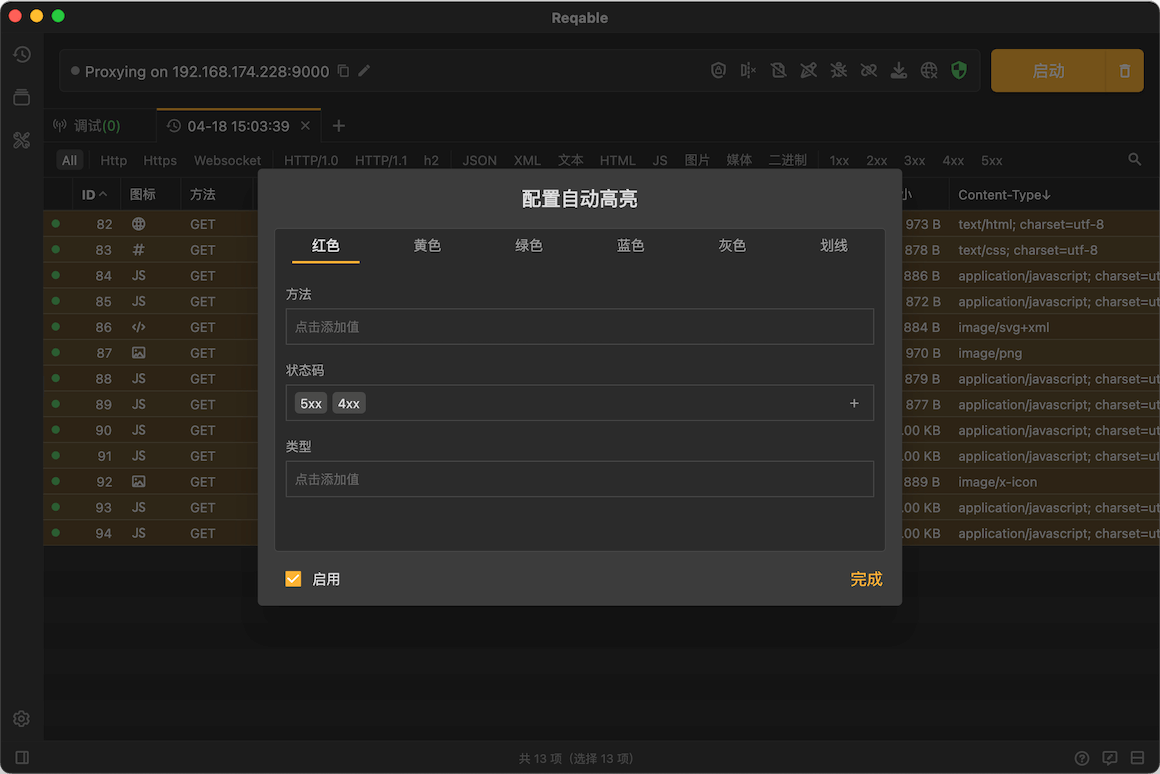 Reqable
Proxying on 192.168.174.228:9000
启动
调试(0)
04-18 15:03:39
All Http Https Websocket HTTP/1.0 HTTP/1.1 h2 JSON XML 文本 HTML JS 图片 媒体 二进制 1xx 2xx 3xx 4xx 5xx
ID 图标 方法 小 Content-Type↓
82 GET 973 B text/html; charset=utf-8
83 # GET 878 B text/css; charset=utf-8
84 JS GET 886 B application/javascript; charset=ut
85 JS GET 872 B application/javascript; charset=ut
86 </> GET 884 B image/svg+xml
87 GET 970 B image/png
88 JS GET 879 B application/javascript; charset=ut
89 JS GET 877 B application/javascript; charset=ut
90 JS GET .00 KB application/javascript; charset=ut
91 JS GET .00 KB application/javascript; charset=ut
92 GET 889 B image/x-icon
93 JS GET .00 KB application/javascript; charset=ut
94 JS GET .00 KB application/javascript; charset=ut
配置自动高亮
红色 黄色 绿色 蓝色 灰色 划线
方法
点击添加值
状态码
5xx 4xx +
类型
点击添加值
启用
完成
共 13 项（选择 13 项）